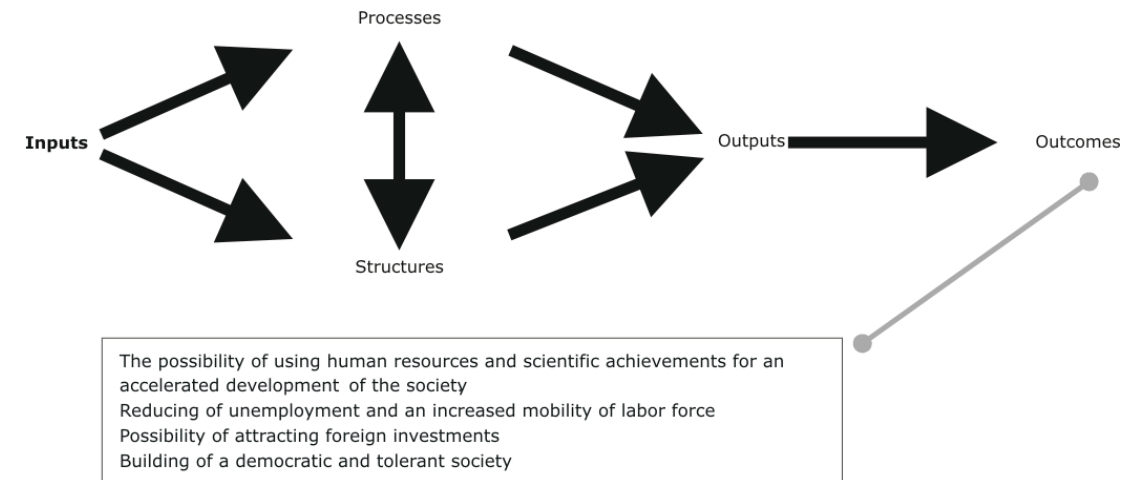 Processes
Inputs
Outputs
Outcomes
Structures
The possibility of using human resources and scientific achievements for an
accelerated development of the society
Reducing of unemployment and an increased mobility of labor force
Possibility of attracting foreign investments
Building of a democratic and tolerant society